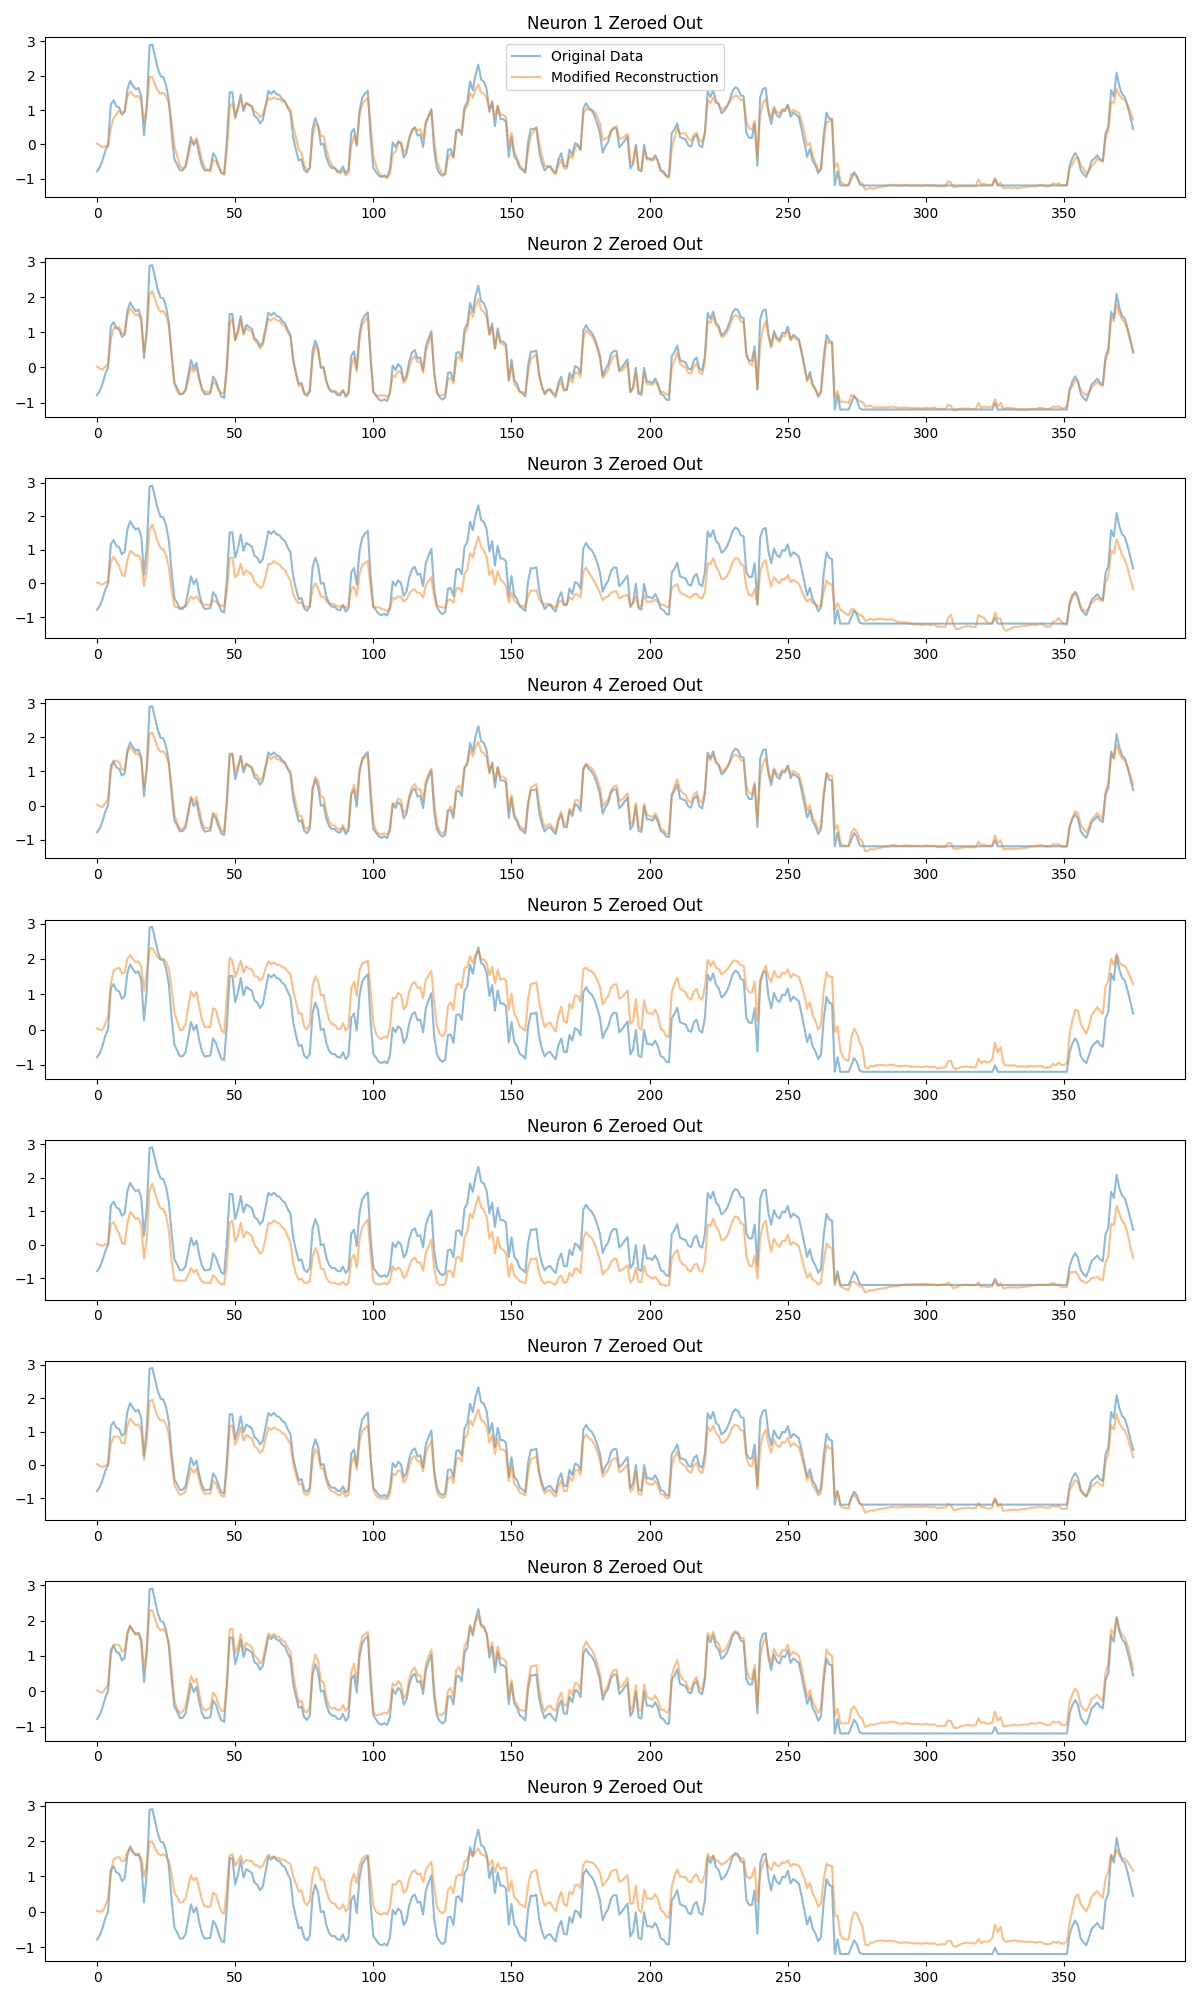 Neuron 1 Zeroed Out
Original Data
Modified Reconstruction
3
2
1
0
−1
0 50 100 150 200 250 300 350
Neuron 2 Zeroed Out
3
2
1
0
−1
0 50 100 150 200 250 300 350
Neuron 3 Zeroed Out
3
2
1
0
−1
0 50 100 150 200 250 300 350
Neuron 4 Zeroed Out
3
2
1
0
−1
0 50 100 150 200 250 300 350
Neuron 5 Zeroed Out
3
2
1
0
−1
0 50 100 150 200 250 300 350
Neuron 6 Zeroed Out
3
2
1
0
−1
0 50 100 150 200 250 300 350
Neuron 7 Zeroed Out
3
2
1
0
−1
0 50 100 150 200 250 300 350
Neuron 8 Zeroed Out
3
2
1
0
−1
0 50 100 150 200 250 300 350
Neuron 9 Zeroed Out
3
2
1
0
−1
0 50 100 150 200 250 300 350